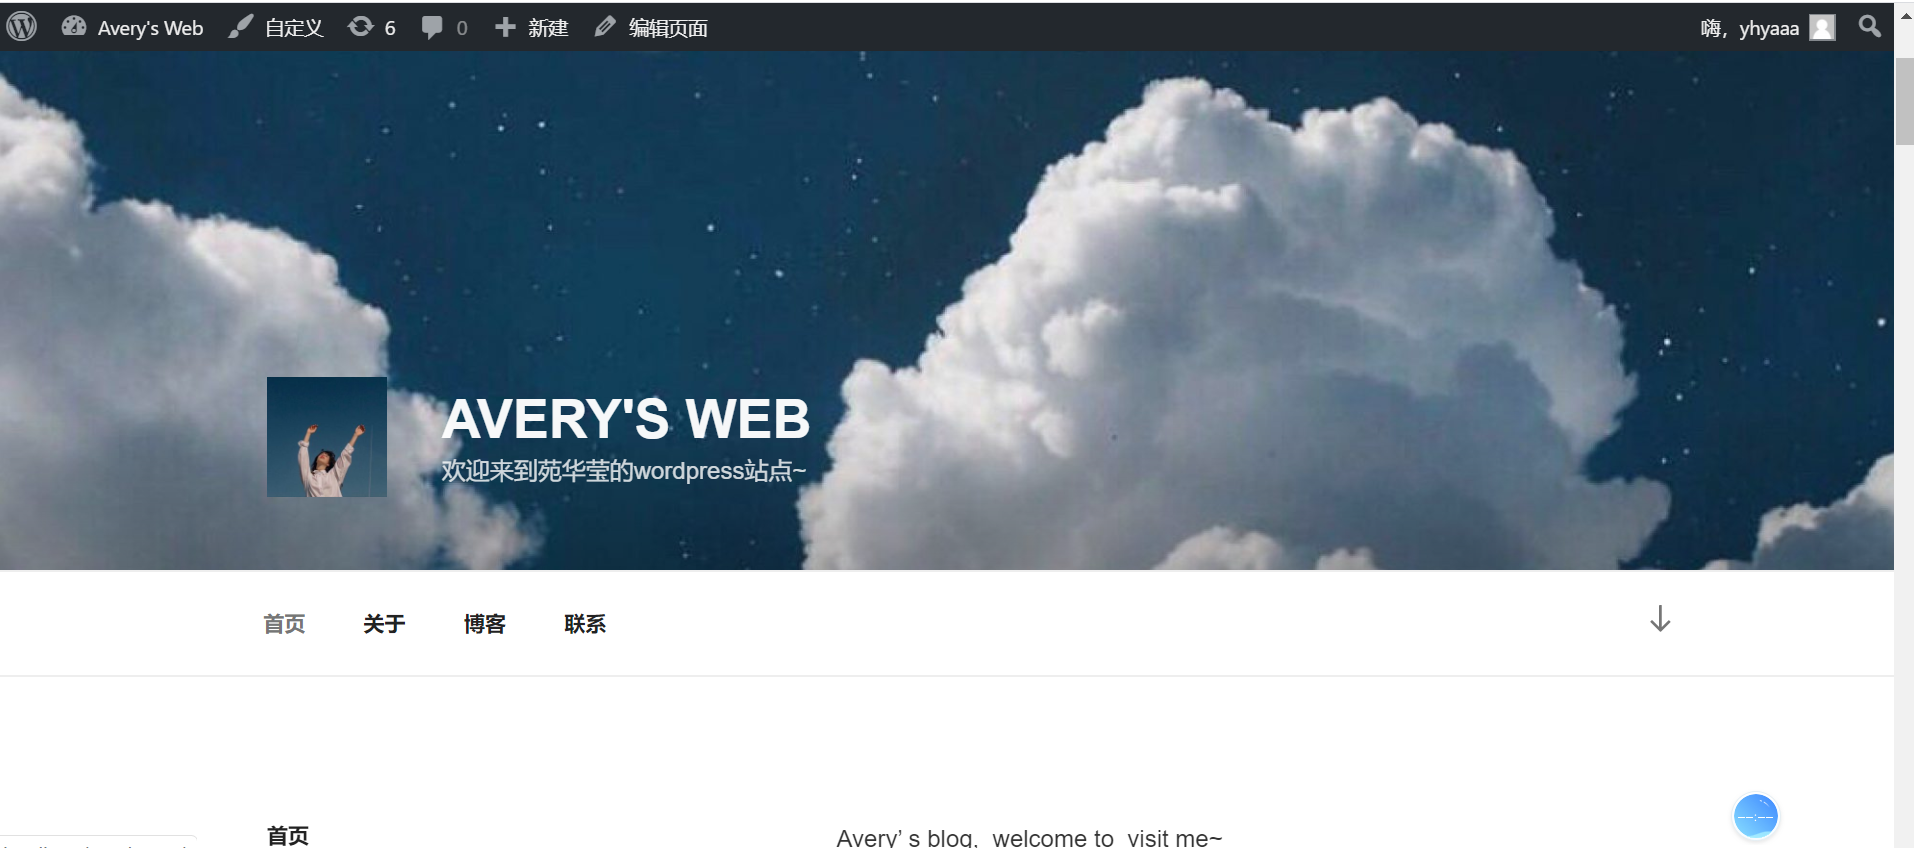 Avery's Web 自定义 6 0 新建 编辑页面 嗨，yhyaaa
AVERY'S WEB
欢迎来到苑华莹的wordpress站点~
首页 关于 博客 联系
首页
Avery’ s blog,  welcome to  visit me~
--:--